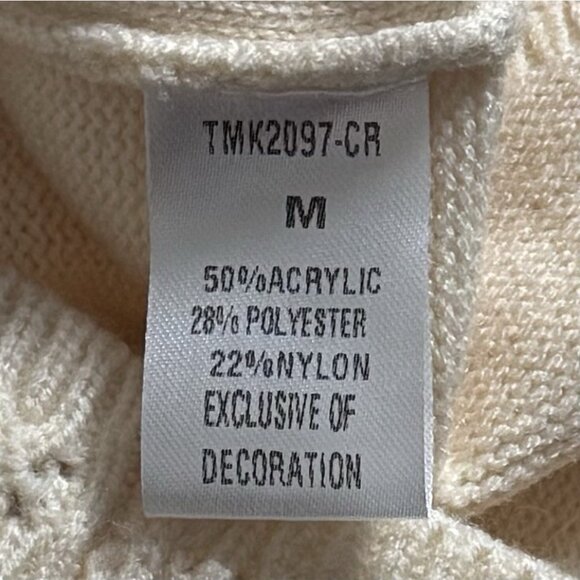 TMK2097-CR
M
50%ACRYLIC
28% POLYESTER
22%NYLON
EXCLUSIVE OF
DECORATION